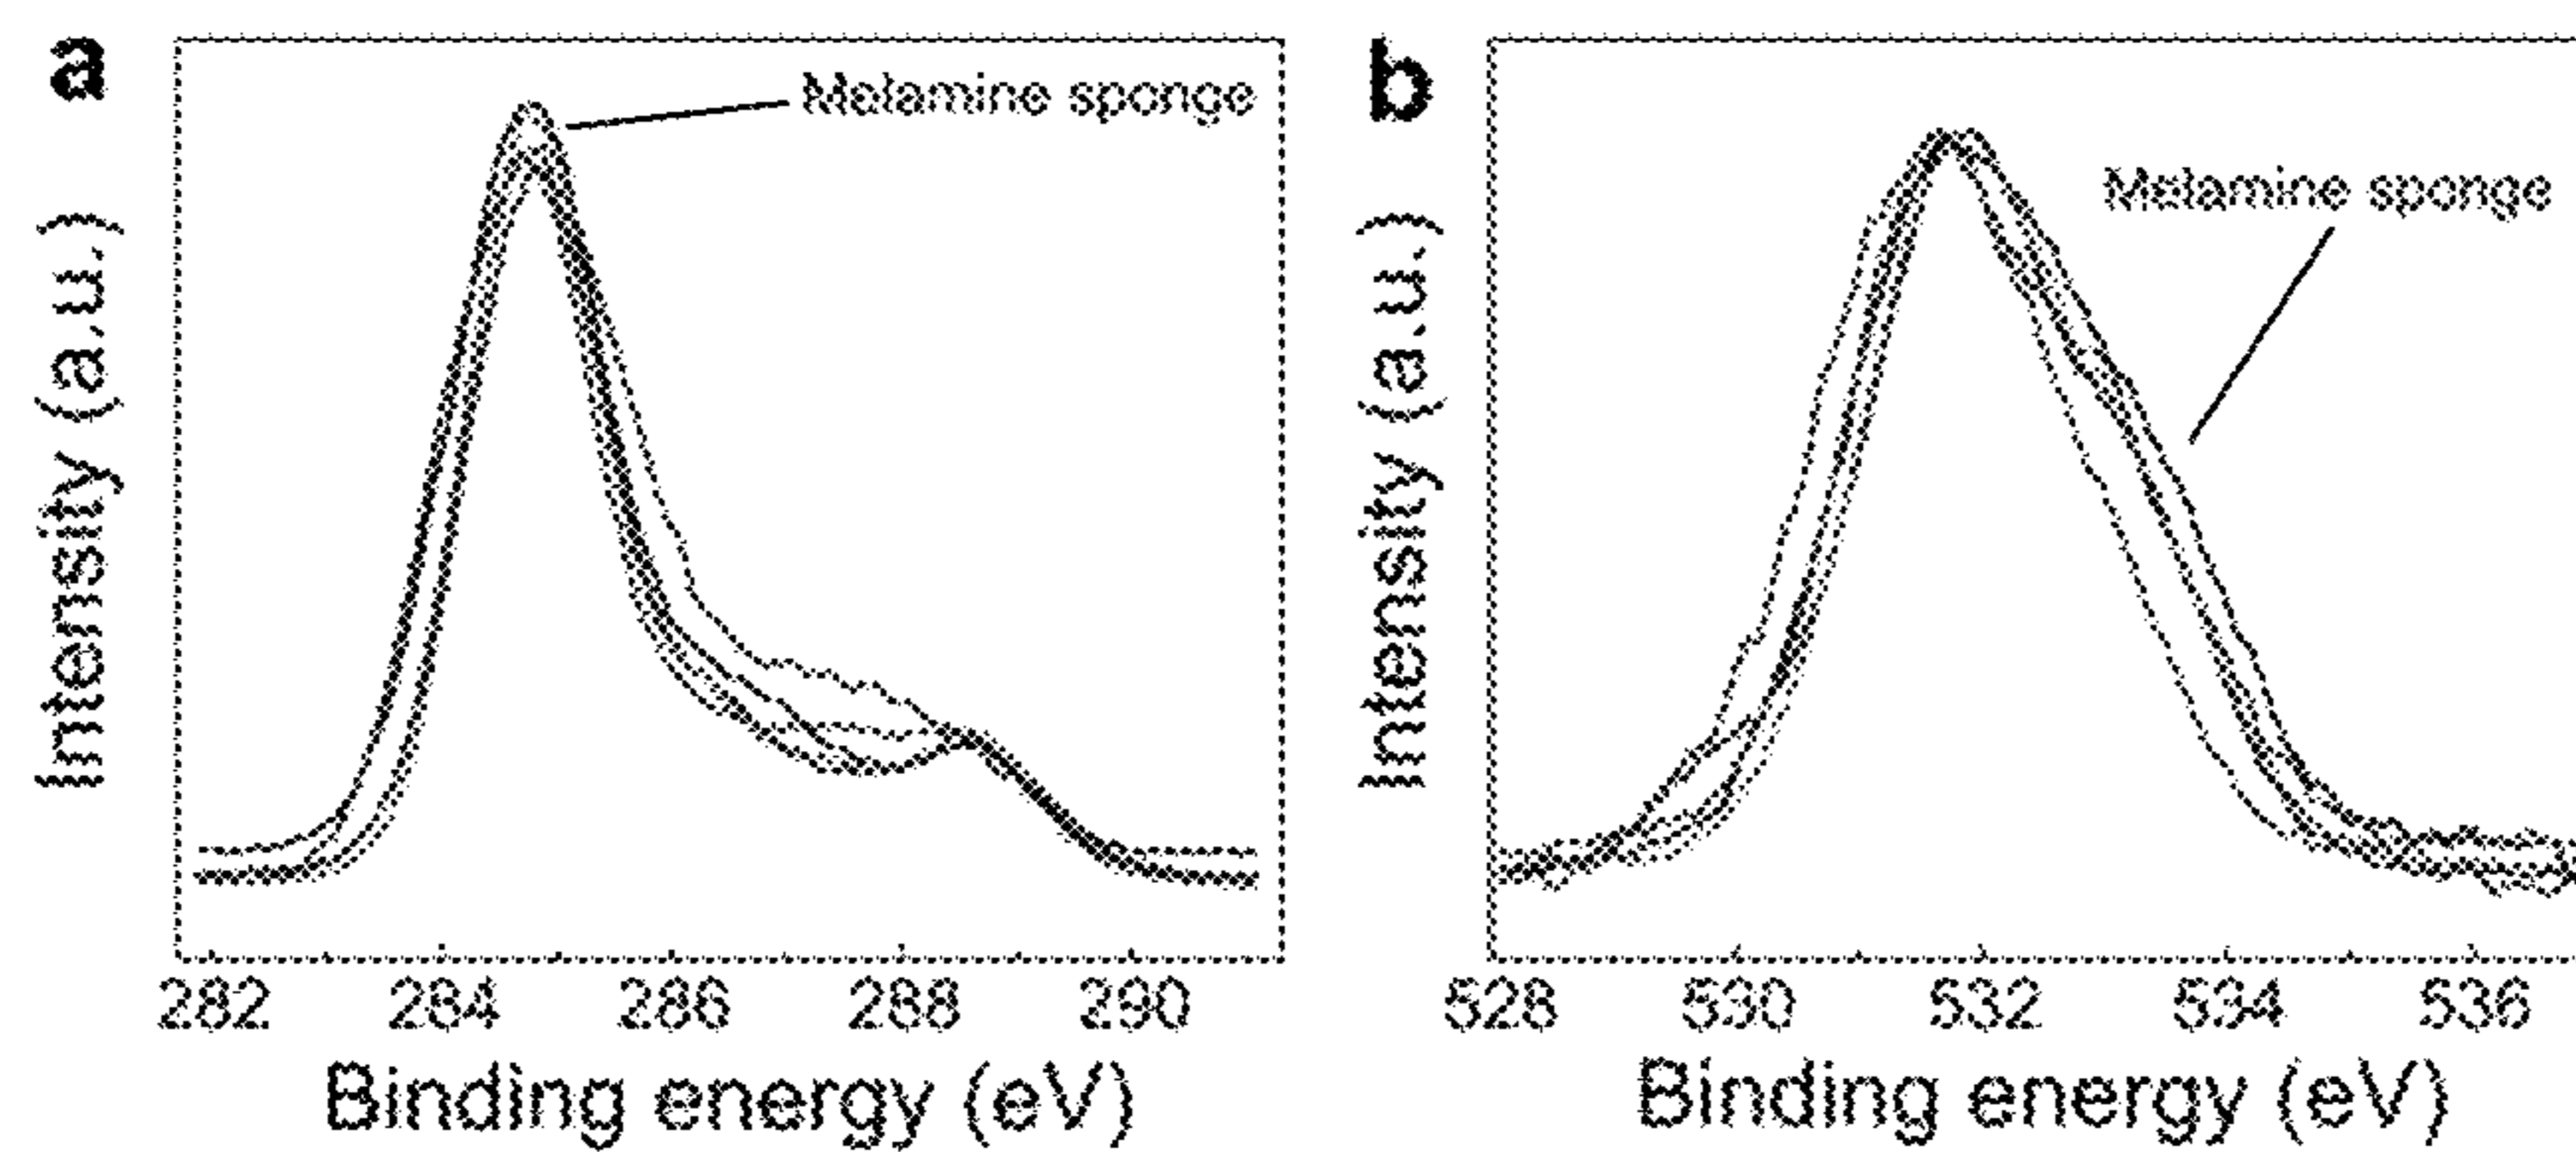 a
Melamine sponge
Intensity (a.u.)
282 284 286 288 290
Binding energy (eV)
b
Melamine sponge
Intensity (a.u.)
528 530 532 534 536
Binding energy (eV)